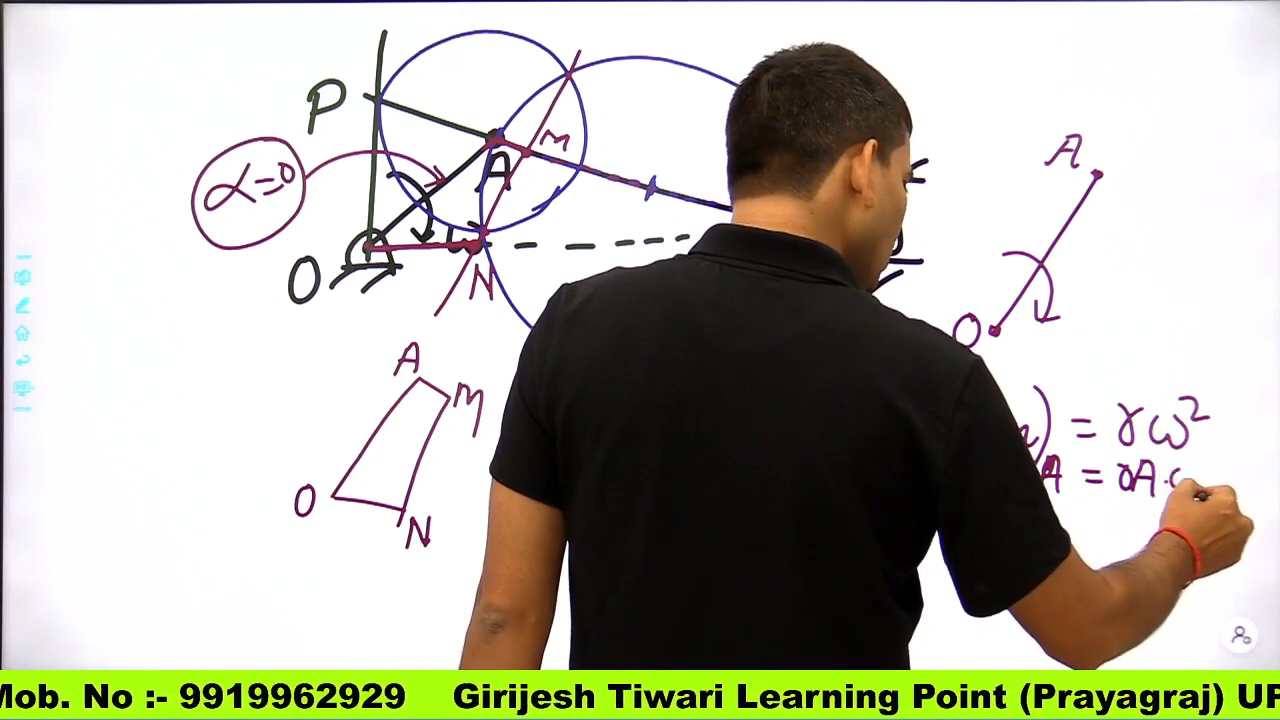 P
M
α=0
A
A
ω
O
N
O
A
M
= rω²
A = OA.
O
N
Mob. No :- 9919962929 Girijesh Tiwari Learning Point (Prayagraj) UP